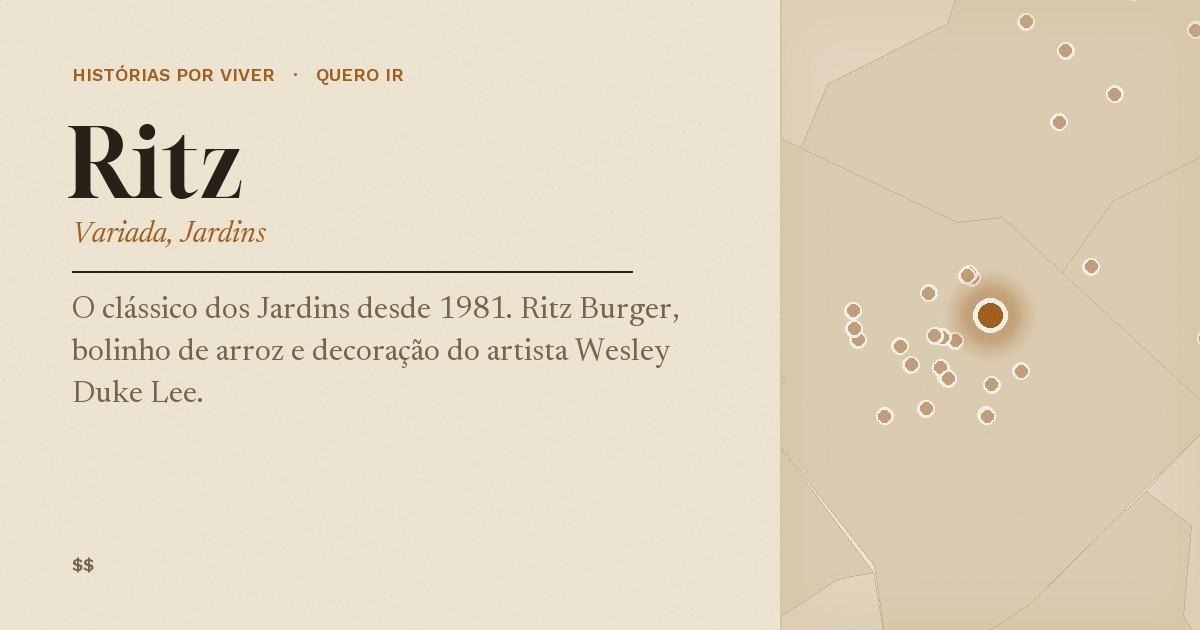 HISTÓRIAS POR VIVER · QUERO IR
Ritz
Variada, Jardins
O clássico dos Jardins desde 1981. Ritz Burger,
bolinho de arroz e decoração do artista Wesley
Duke Lee.
$$